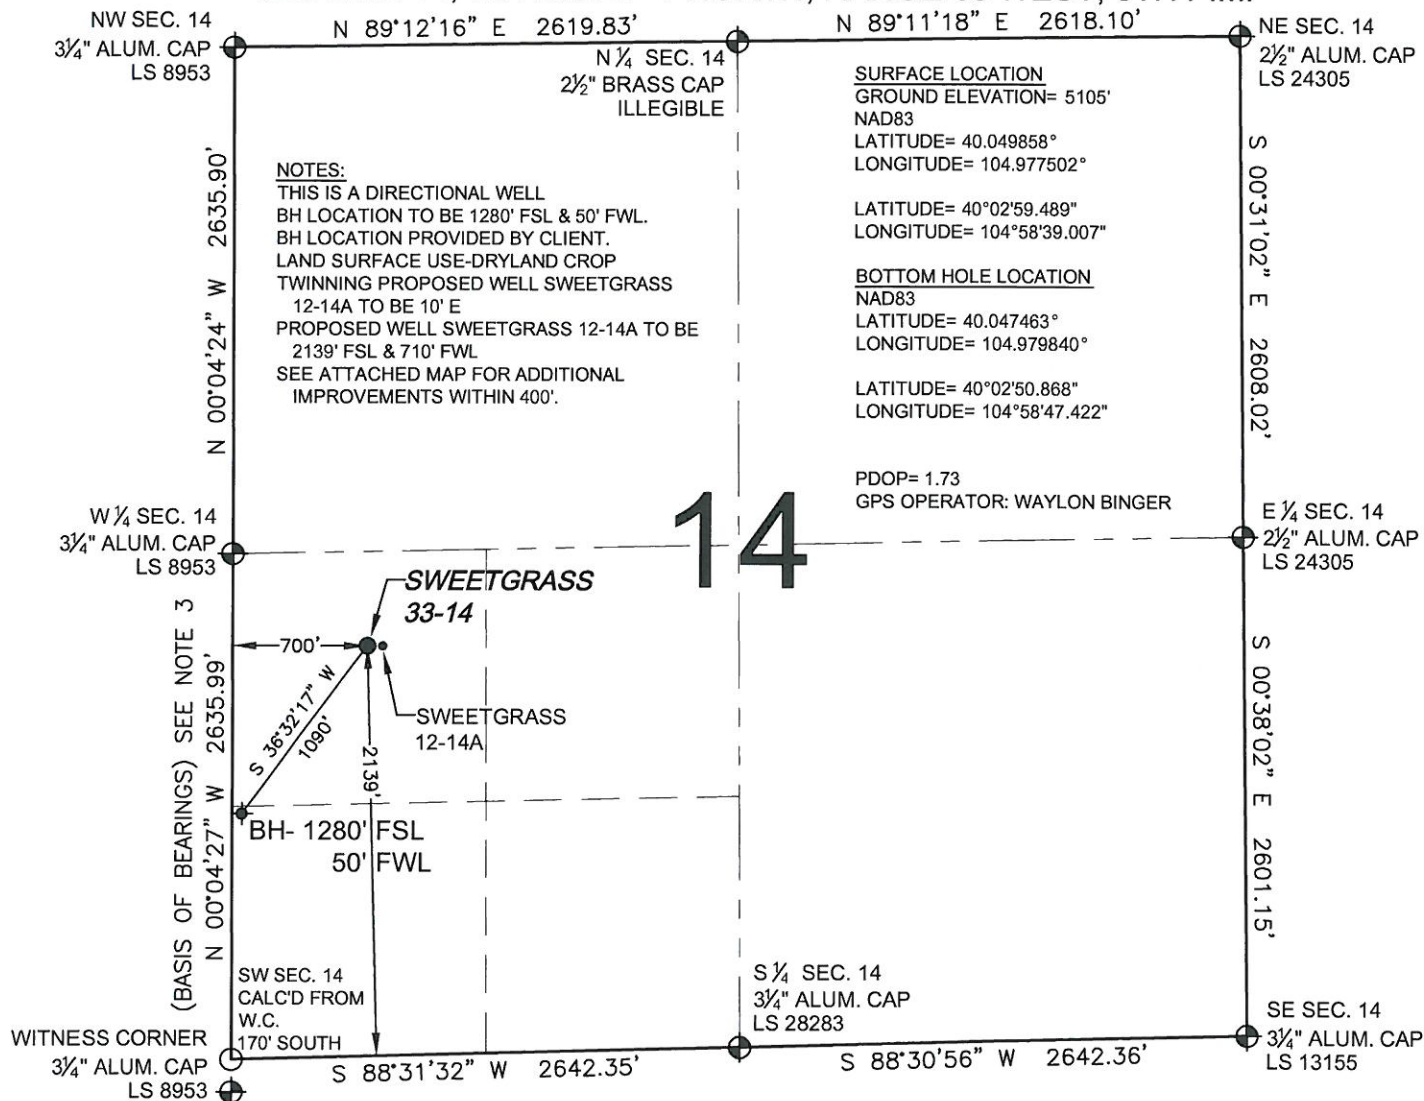 N 89°12'16" E 2619.83'
N 89°11'18" E 2618.10'
NW SEC. 14
3¼" ALUM. CAP
LS 8953
N ¼ SEC. 14
2½" BRASS CAP
ILLEGIBLE
NE SEC. 14
2½" ALUM. CAP
LS 24305
SURFACE LOCATION
GROUND ELEVATION= 5105'
NAD83
LATITUDE= 40.049858°
LONGITUDE= 104.977502°
LATITUDE= 40°02'59.489"
LONGITUDE= 104°58'39.007"
BOTTOM HOLE LOCATION
NAD83
LATITUDE= 40.047463°
LONGITUDE= 104.979840°
LATITUDE= 40°02'50.868"
LONGITUDE= 104°58'47.422"
PDOP= 1.73
GPS OPERATOR: WAYLON BINGER
NOTES:
THIS IS A DIRECTIONAL WELL
BH LOCATION TO BE 1280' FSL & 50' FWL.
BH LOCATION PROVIDED BY CLIENT.
LAND SURFACE USE-DRYLAND CROP
TWINNING PROPOSED WELL SWEETGRASS
12-14A TO BE 10' E
PROPOSED WELL SWEETGRASS 12-14A TO BE
2139' FSL & 710' FWL
SEE ATTACHED MAP FOR ADDITIONAL
IMPROVEMENTS WITHIN 400'.
N 00°04'24" W 2635.90'
S 00°31'02" E 2608.02'
14
W ¼ SEC. 14
3¼" ALUM. CAP
LS 8953
E ¼ SEC. 14
2½" ALUM. CAP
LS 24305
SWEETGRASS
33-14
700'
SWEETGRASS
12-14A
S 36°32'17" W
1090'
2139'
BH- 1280' FSL
50' FWL
(BASIS OF BEARINGS) SEE NOTE 3
N 00°04'27" W 2635.99'
S 00°38'02" E 2601.15'
SW SEC. 14
CALC'D FROM
W.C.
170' SOUTH
WITNESS CORNER
3¼" ALUM. CAP
LS 8953
S ¼ SEC. 14
3¼" ALUM. CAP
LS 28283
SE SEC. 14
3¼" ALUM. CAP
LS 13155
S 88°31'32" W 2642.35'
S 88°30'56" W 2642.36'